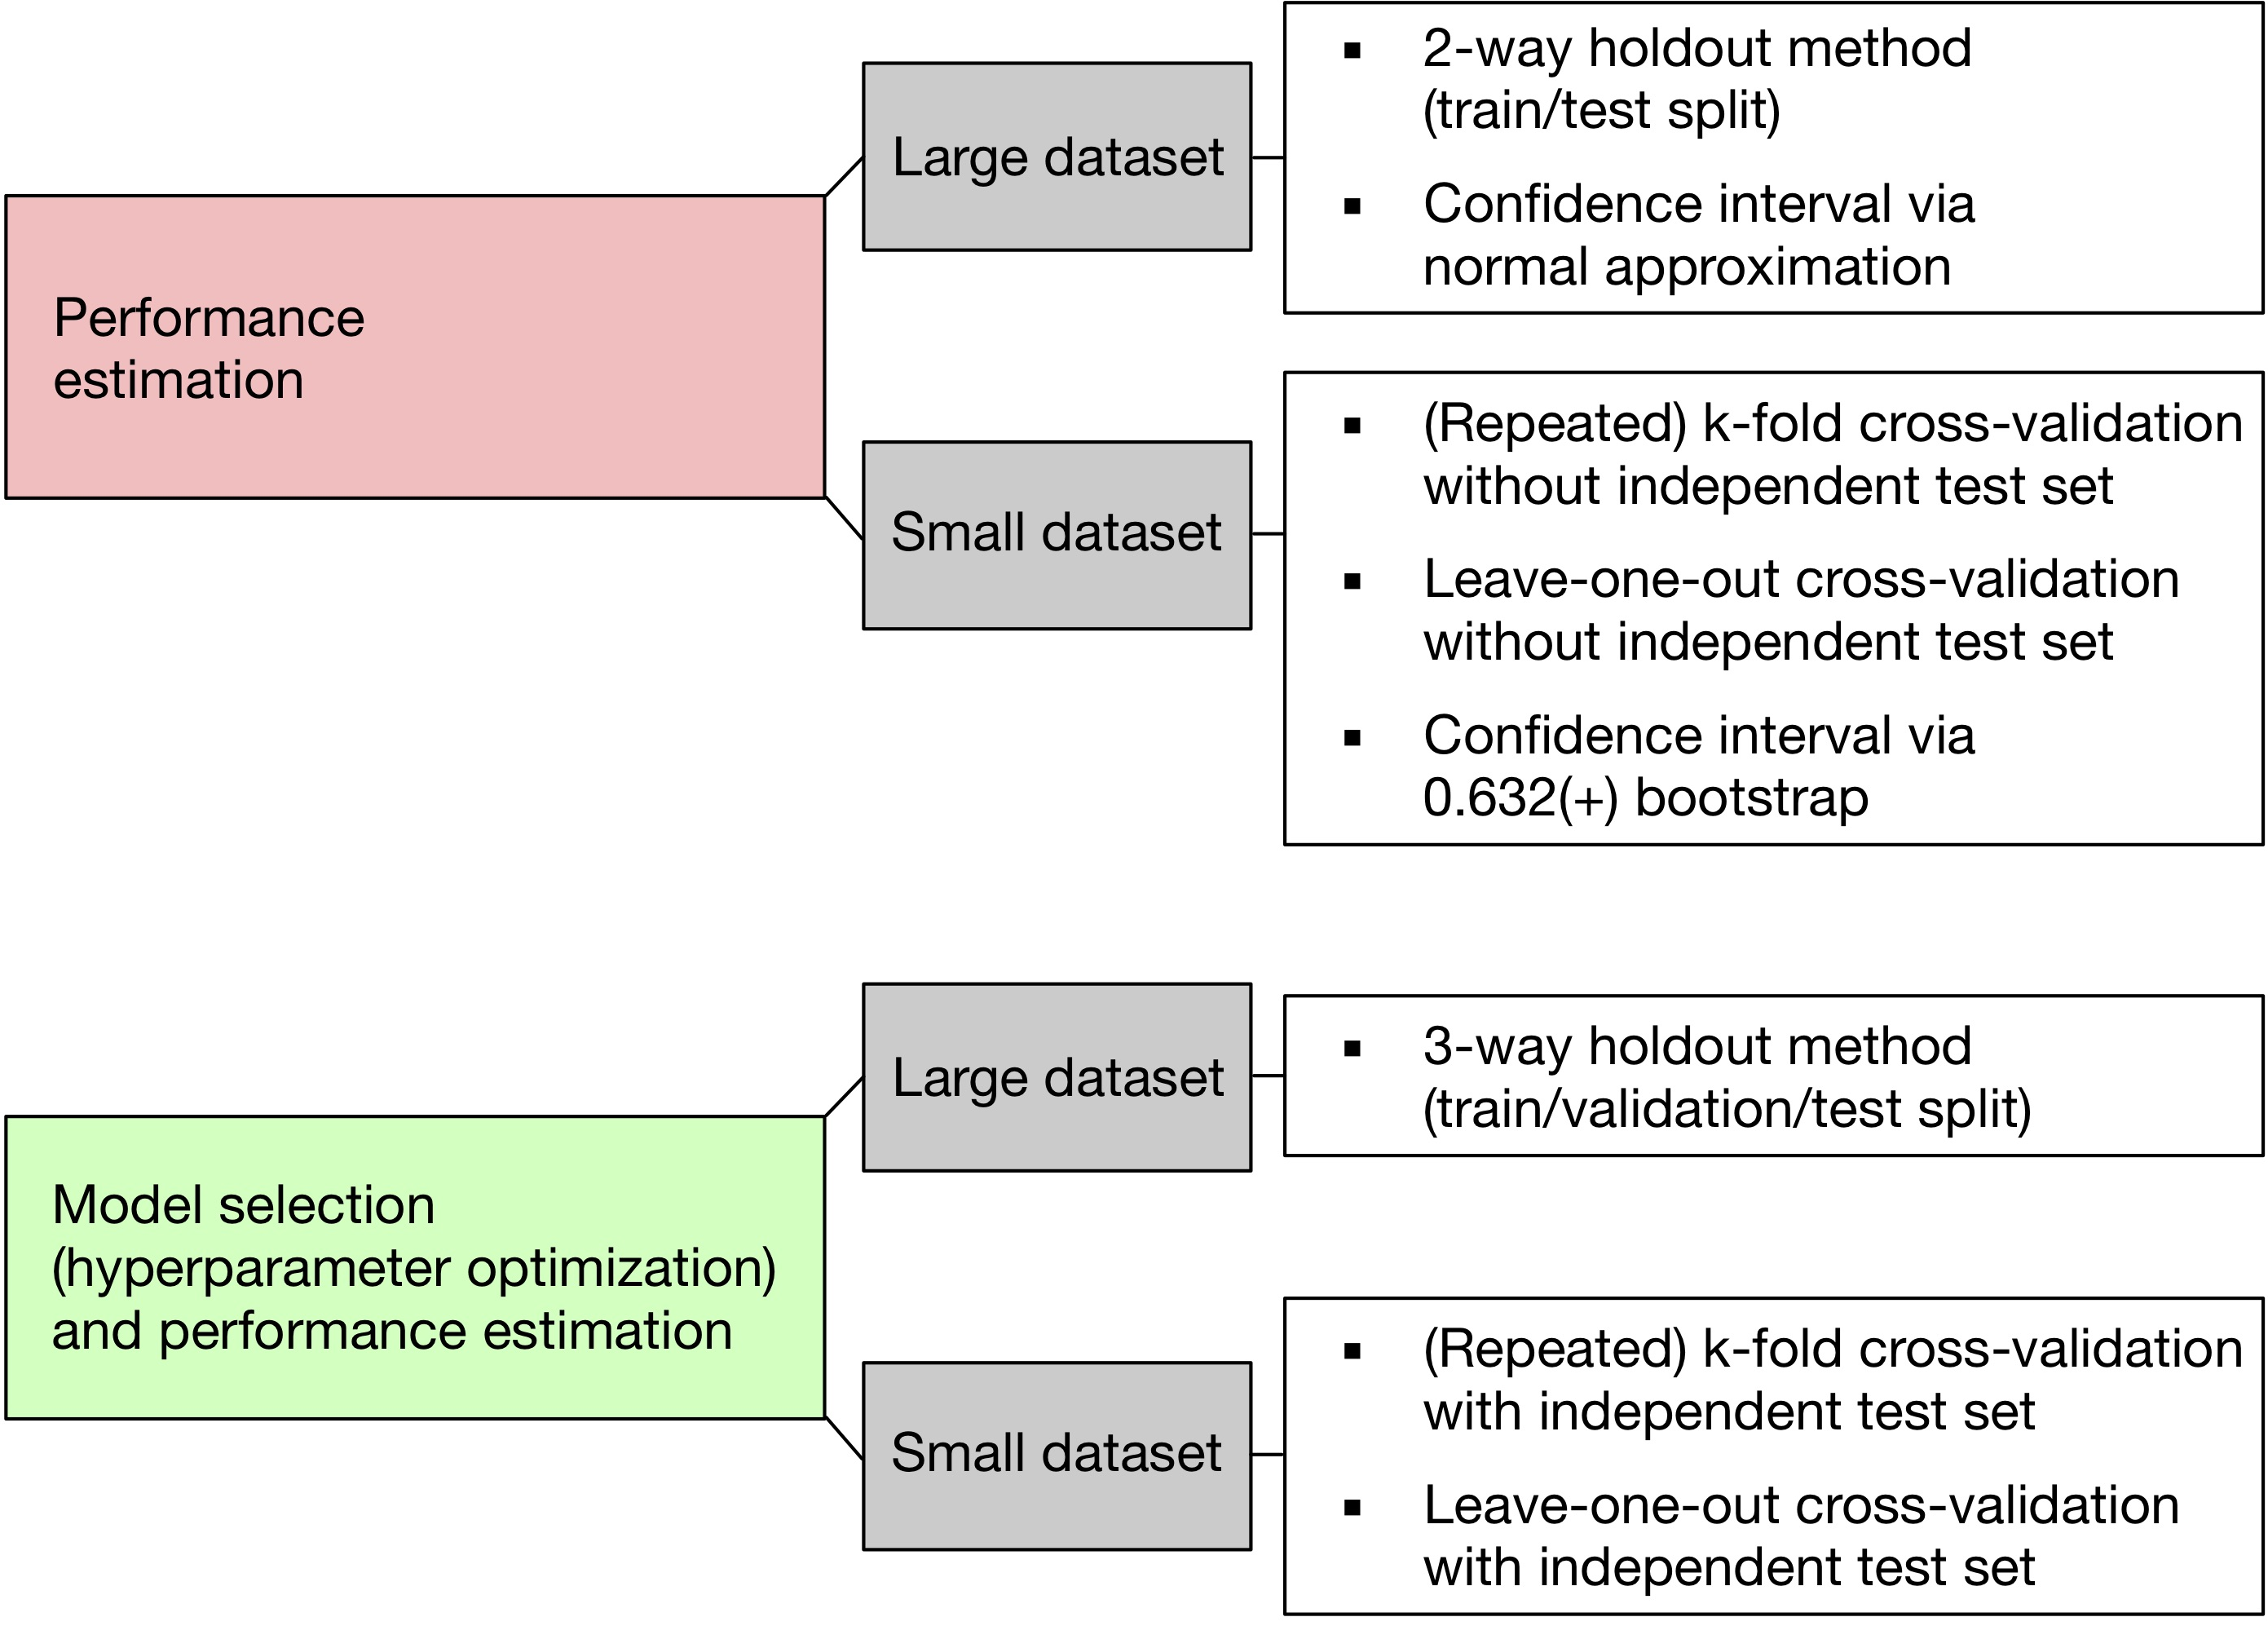 Performance
estimation
Large dataset
▪ 2-way holdout method
(train/test split)
▪ Confidence interval via
normal approximation
Small dataset
▪ (Repeated) k-fold cross-validation
without independent test set
▪ Leave-one-out cross-validation
without independent test set
▪ Confidence interval via
0.632(+) bootstrap
Model selection
(hyperparameter optimization)
and performance estimation
Large dataset
▪ 3-way holdout method
(train/validation/test split)
Small dataset
▪ (Repeated) k-fold cross-validation
with independent test set
▪ Leave-one-out cross-validation
with independent test set